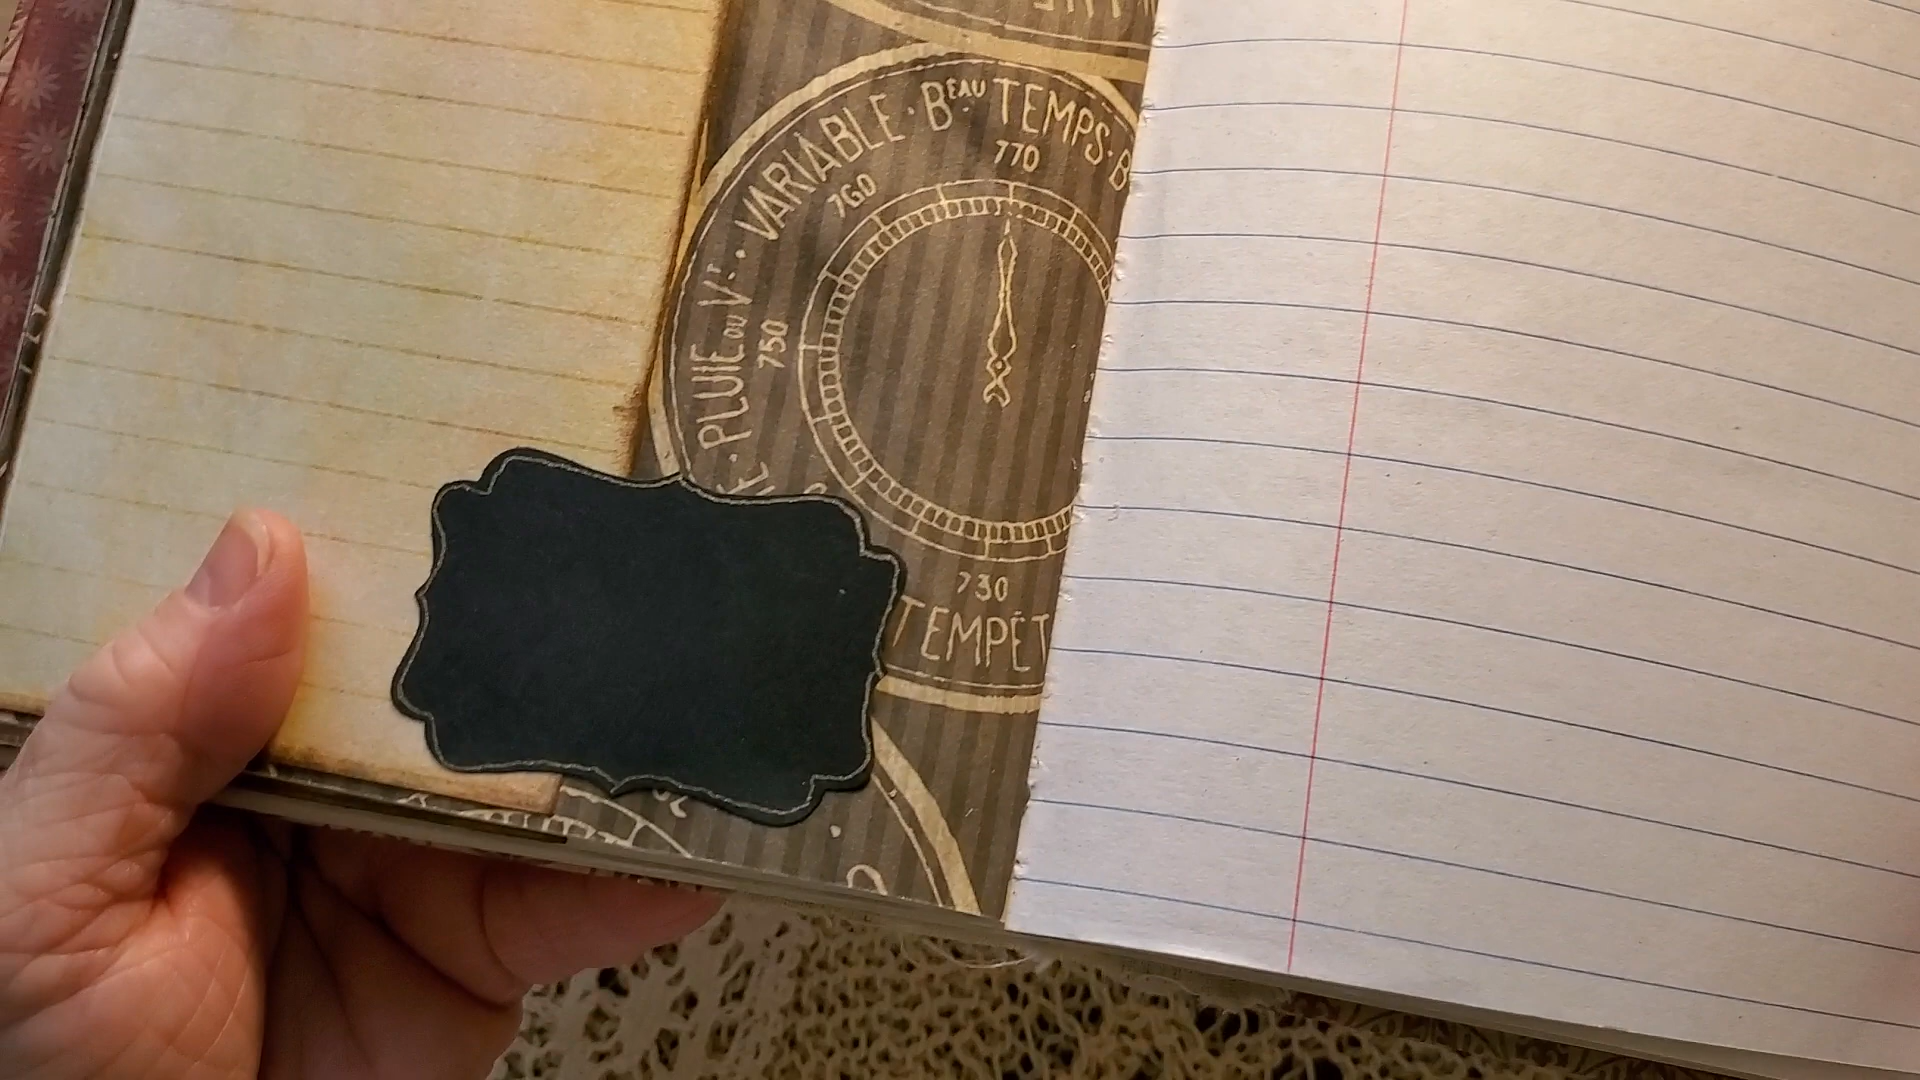 VARIABLE · BEAU TEMPS · B
770
760
PLUIE OU VT
750
730
TEMPÊT